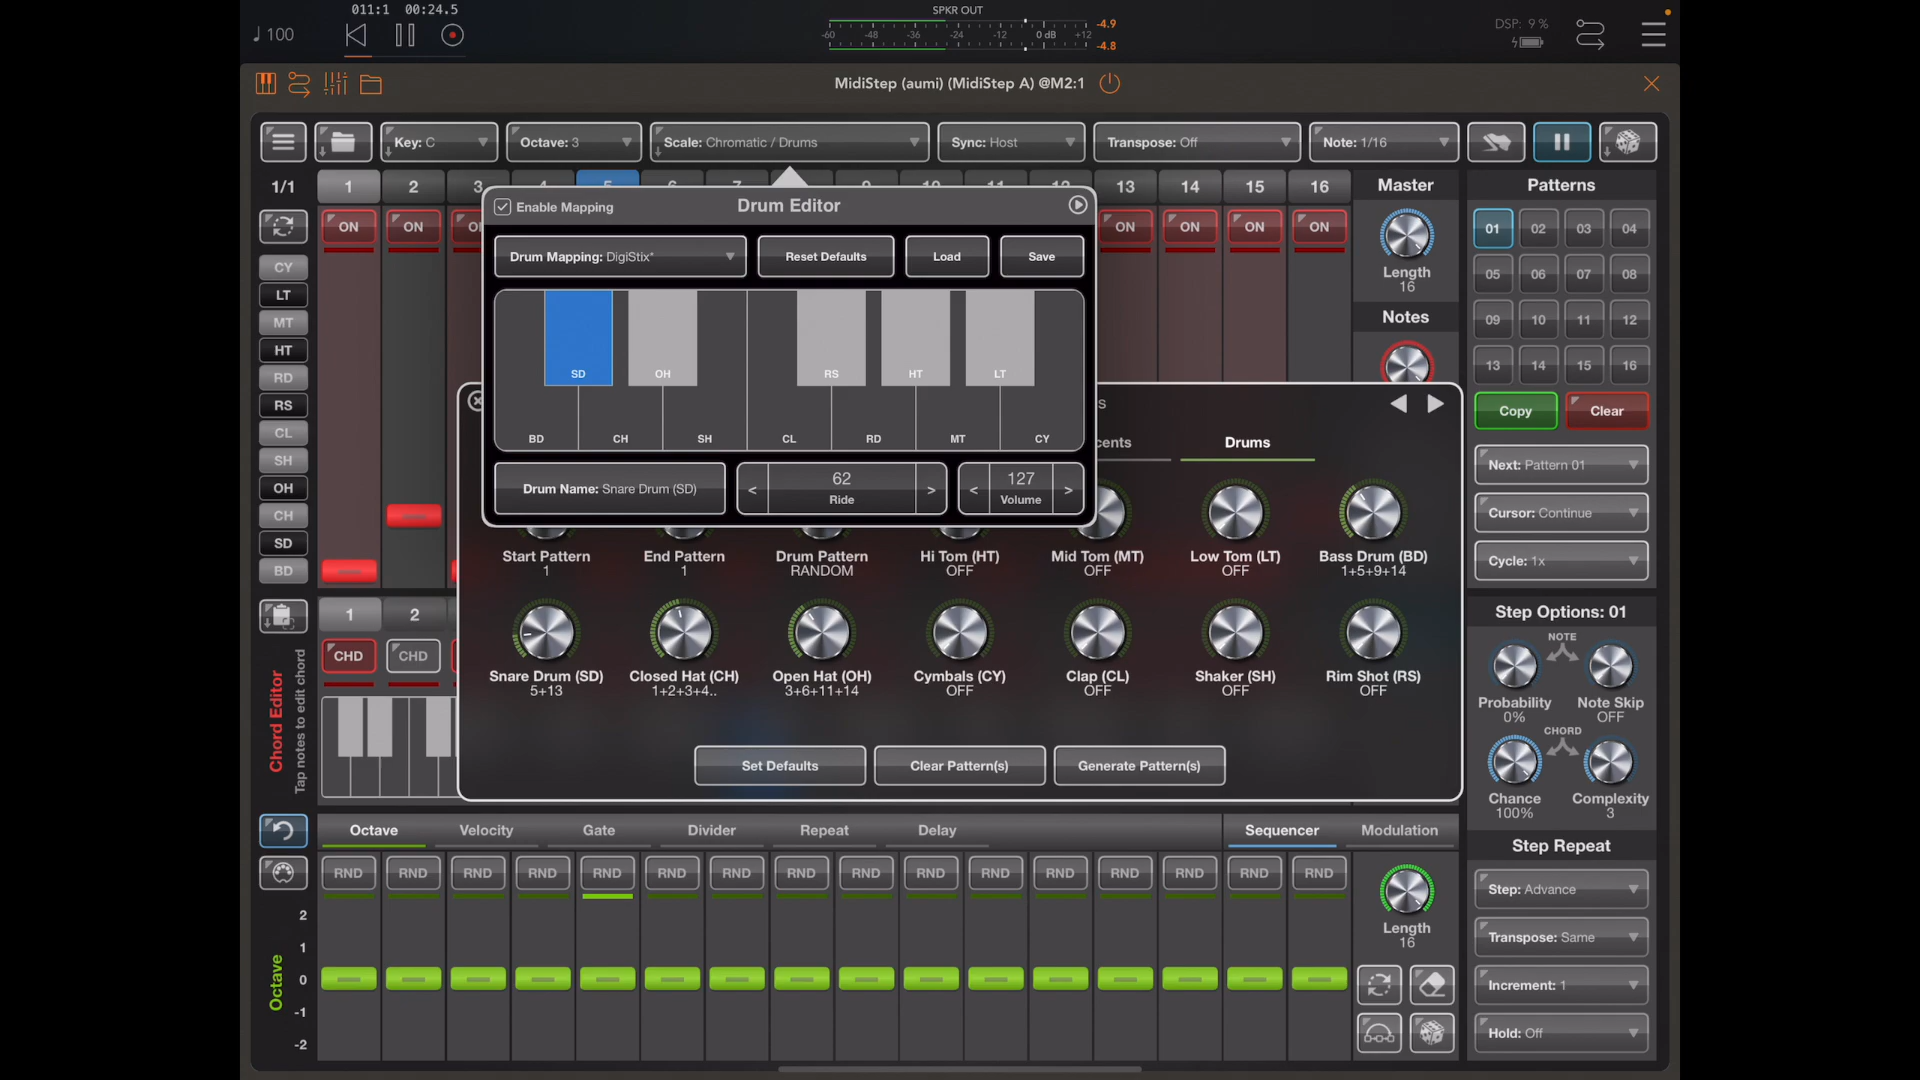 011:1 00:24.5
SPKR OUT
♩100
-60 -48 -36 -24 -12 0 dB +12
-4.9
-4.8
DSP: 9 %
MidiStep (aumi) (MidiStep A) @M2:1
Key: C
Octave: 3
Scale: Chromatic / Drums
Sync: Host
Transpose: Off
Note: 1/16
1/1
1 2 3 4 5 6 7 9 10 11 12 13 14 15 16
Master
Patterns
Enable Mapping
Drum Editor
ON ON ON ON ON ON
Drum Mapping: DigiStix*
Reset Defaults
Load
Save
SD OH RS HT LT
BD CH SH CL RD MT CY
Drum Name: Snare Drum (SD)
< 62 >
Ride
< 127 >
Volume
CY
LT
MT
HT
RD
RS
CL
SH
OH
CH
SD
BD
Length
16
Notes
01 02 03 04
05 06 07 08
09 10 11 12
13 14 15 16
Copy
Clear
Next: Pattern 01
Cursor: Continue
Cycle: 1x
s
cents
Drums
Start Pattern
1
End Pattern
1
Drum Pattern
RANDOM
Hi Tom (HT)
OFF
Mid Tom (MT)
OFF
Low Tom (LT)
OFF
Bass Drum (BD)
1+5+9+14
Snare Drum (SD)
5+13
Closed Hat (CH)
1+2+3+4..
Open Hat (OH)
3+6+11+14
Cymbals (CY)
OFF
Clap (CL)
OFF
Shaker (SH)
OFF
Rim Shot (RS)
OFF
Set Defaults
Clear Pattern(s)
Generate Pattern(s)
1 2
CHD CHD
Chord Editor
Tap notes to edit chord
Step Options: 01
NOTE
Probability
0%
Note Skip
OFF
CHORD
Chance
100%
Complexity
3
Step Repeat
Step: Advance
Transpose: Same
Increment: 1
Hold: Off
Octave
Velocity
Gate
Divider
Repeat
Delay
Sequencer
Modulation
RND RND RND RND RND RND RND RND RND RND RND RND RND RND RND RND
Octave
2
1
0
-1
-2
Length
16